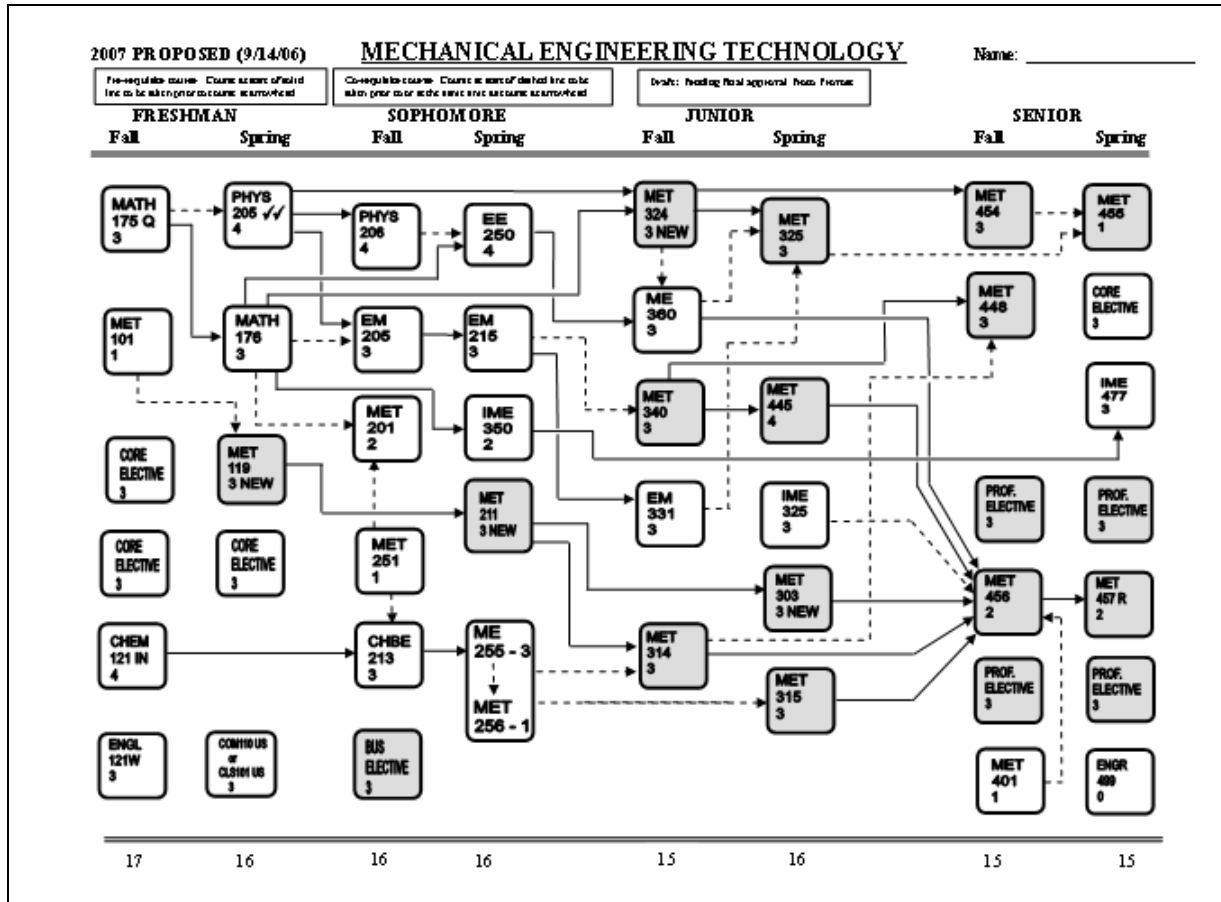 2007 PROPOSED (9/14/06)
MECHANICAL ENGINEERING TECHNOLOGY
Name:
FRESHMAN
SOPHOMORE
JUNIOR
SENIOR
Fall
Spring
Fall
Spring
Fall
Spring
Fall
Spring
MATH
175 Q
3
MET
101
1
CORE
ELECTIVE
3
CORE
ELECTIVE
3
CHEM
121 IN
4
ENGL
121W
3
PHYS
205 ✓✓
4
MATH
176
3
MET
119
3 NEW
CORE
ELECTIVE
3
COM110 US
or
CLS101 US
3
PHYS
206
4
EM
205
3
MET
201
2
MET
251
1
CHBE
213
3
BUS
ELECTIVE
3
EE
250
4
EM
215
3
IME
350
2
MET
211
3 NEW
ME
255 - 3
MET
256 - 1
MET
324
3 NEW
ME
360
3
MET
340
3
EM
331
3
MET
314
3
MET
325
3
MET
445
4
IME
325
3
MET
303
3 NEW
MET
315
3
MET
454
3
MET
448
3
PROF.
ELECTIVE
3
MET
456
2
PROF.
ELECTIVE
3
MET
401
1
MET
455
1
CORE
ELECTIVE
3
IME
477
3
PROF.
ELECTIVE
3
MET
457 R
2
PROF.
ELECTIVE
3
ENGR
499
0
17
16
16
16
15
16
15
15